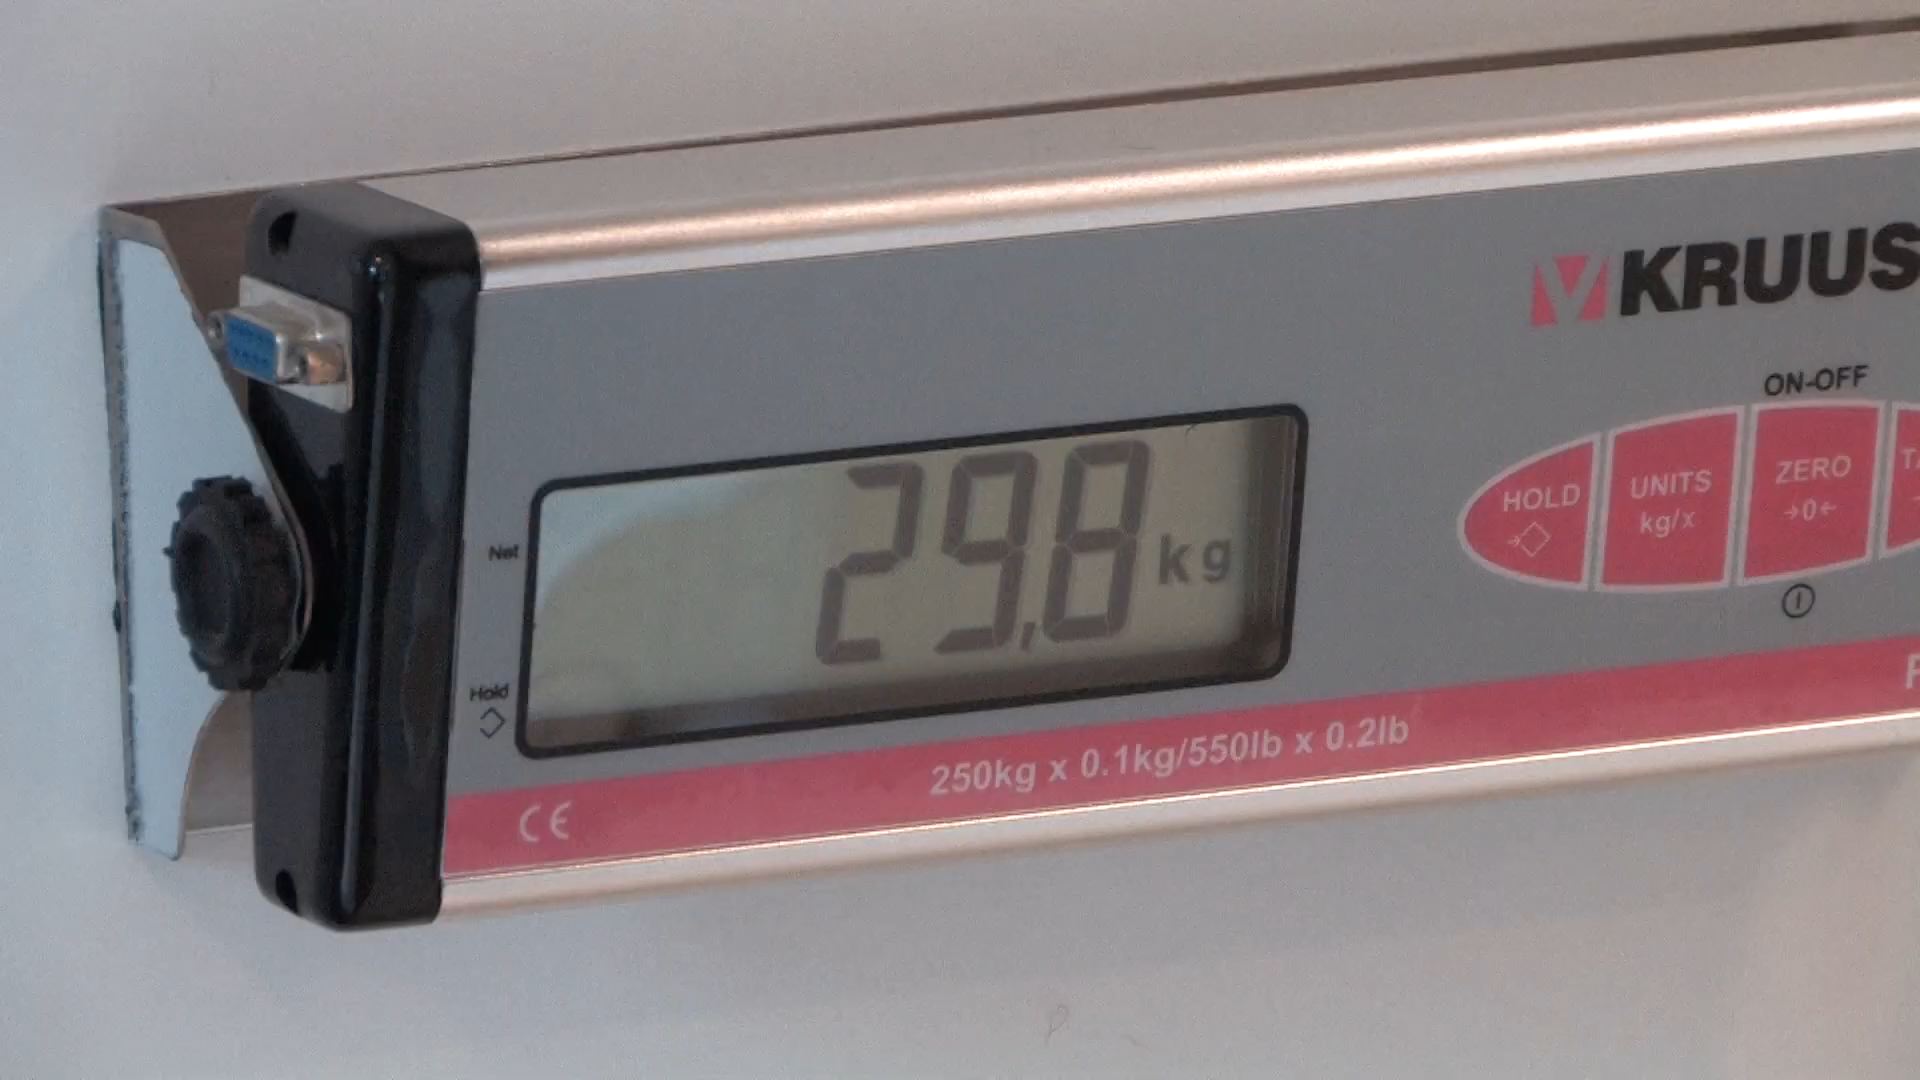 KRUUS
ON-OFF
HOLD
UNITS
kg/x
ZERO
→0←
Net
29,8 kg
Hold
250kg x 0.1kg/550lb x 0.2lb
CE